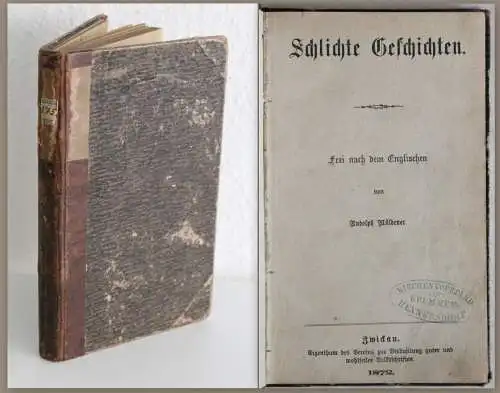 Schlichte Geschichten.
Frei nach dem Englischen
von
Rudolph Müldener
Zwickau.
Eigenthum des Vereins zur Verbreitung guter und
wohlfeiler Volksschriften.
1875.